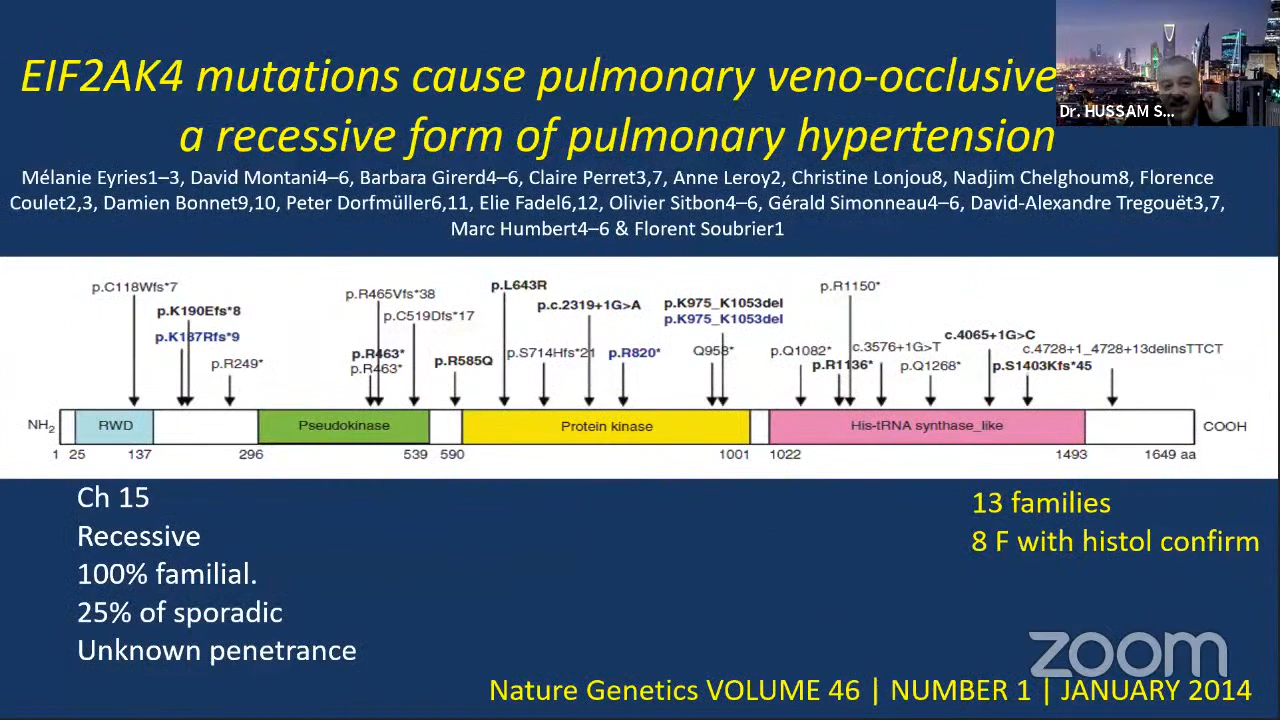 EIF2AK4 mutations cause pulmonary veno-occlusive
a recessive form of pulmonary hypertension
Dr. HUSSAM S...
Mélanie Eyries1–3, David Montani4–6, Barbara Girerd4–6, Claire Perret3,7, Anne Leroy2, Christine Lonjou8, Nadjim Chelghoum8, Florence
Coulet2,3, Damien Bonnet9,10, Peter Dorfmüller6,11, Elie Fadel6,12, Olivier Sitbon4–6, Gérald Simonneau4–6, David-Alexandre Tregouët3,7,
Marc Humbert4–6 & Florent Soubrier1
p.C118Wfs*7
p.K190Efs*8
p.K187Rfs*9
p.R249*
p.R465Vfs*38
p.C519Dfs*17
p.R463*
p.R463*
p.R585Q
p.L643R
p.c.2319+1G>A
p.S714Hfs*21
p.R820*
p.K975_K1053del
p.K975_K1053del
Q958*
p.Q1082*
p.R1150*
p.R1136*
c.3576+1G>T
p.Q1268*
c.4065+1G>C
c.4728+1_4728+13delinsTTCT
p.S1403Kfs*45
NH2 RWD Pseudokinase Protein kinase His-tRNA synthase_like COOH
1 25 137 296 539 590 1001 1022 1493 1649 aa
Ch 15
Recessive
100% familial.
25% of sporadic
Unknown penetrance
13 families
8 F with histol confirm
zoom
Nature Genetics VOLUME 46 | NUMBER 1 | JANUARY 2014